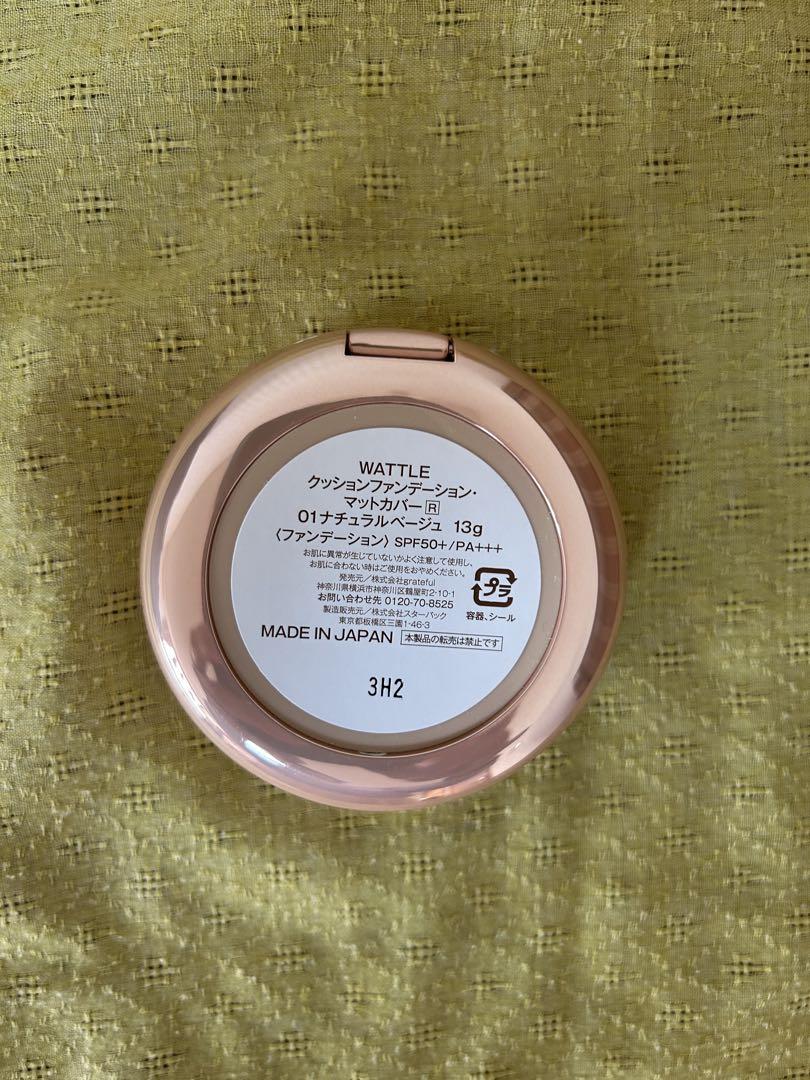 WATTLE
クッションファンデーション・
マットカバー R
01ナチュラルベージュ 13g
〈ファンデーション〉 SPF50+/PA+++
お肌に異常が生じていないかよく注意して使用し、
お肌に合わない時はご使用をおやめください。
発売元／株式会社grateful
神奈川県横浜市神奈川区鶴屋町2-10-1
お問い合わせ先 0120-70-8525
製造販売元／株式会社スターパック
東京都板橋区三園1-46-3
MADE IN JAPAN 本製品の転売は禁止です
プラ
容器、シール
3H2